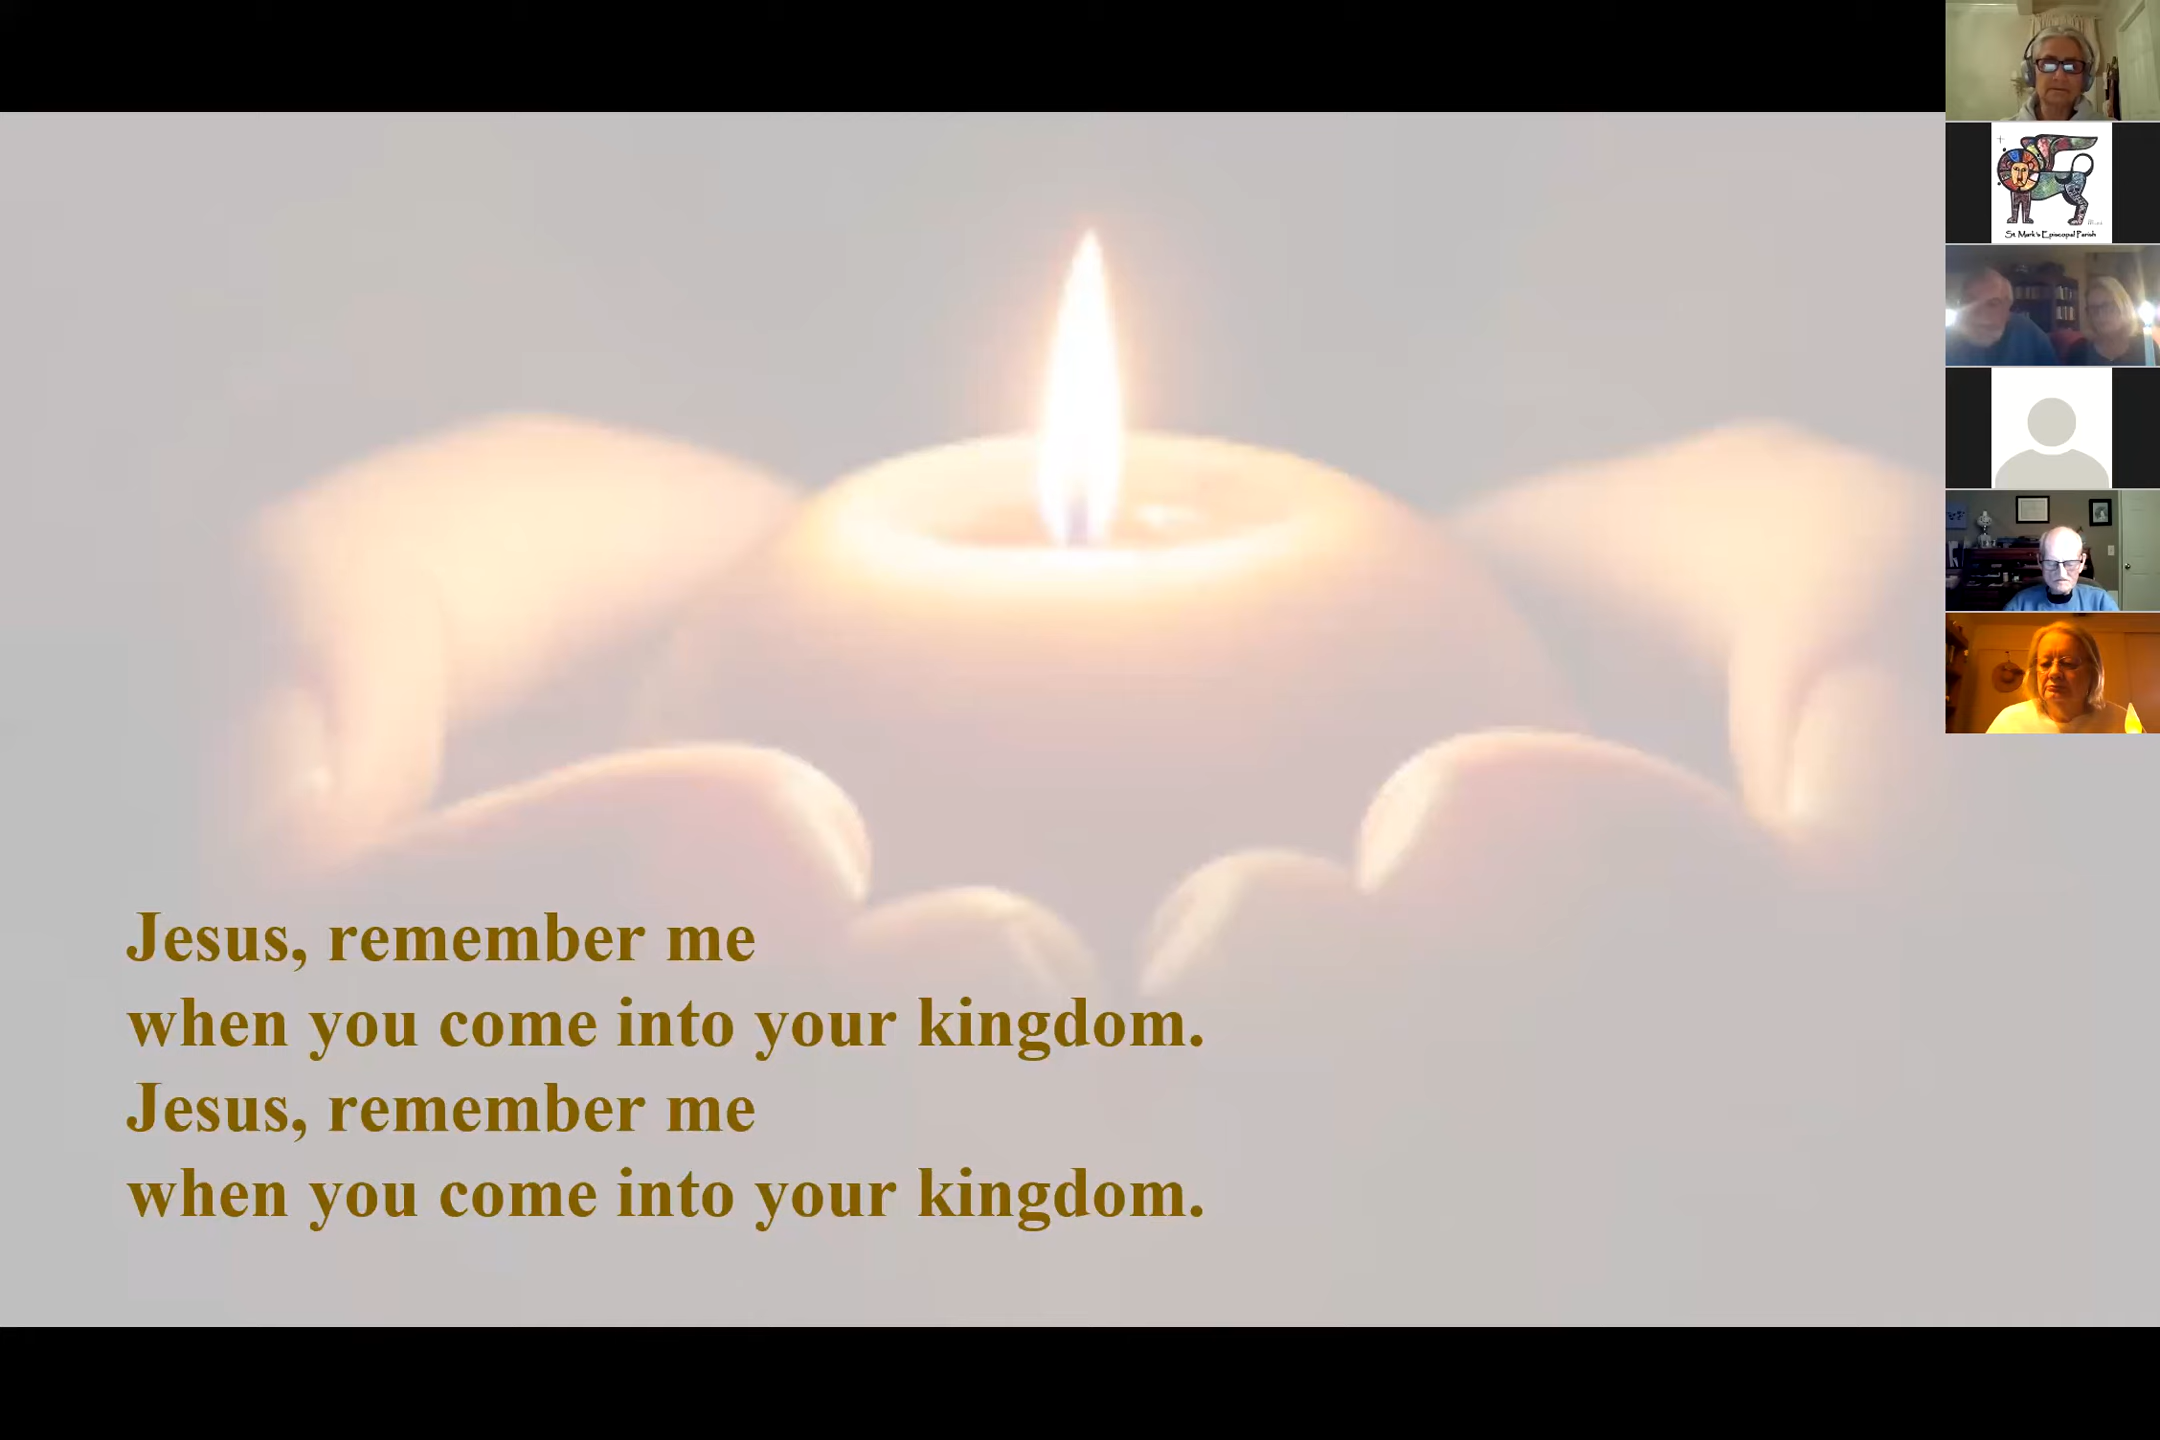 Jesus, remember me
when you come into your kingdom.
Jesus, remember me
when you come into your kingdom.
St. Mark's Episcopal Parish